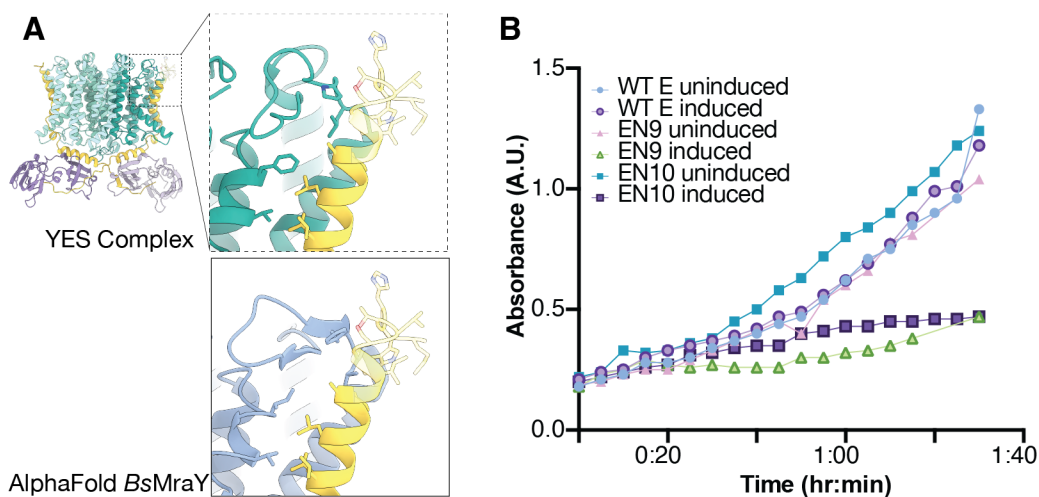 A
YES Complex
AlphaFold BsMraY
B
Absorbance (A.U.)
1.5
1.0
0.5
0.0
WT E uninduced
WT E induced
EN9 uninduced
EN9 induced
EN10 uninduced
EN10 induced
0:20
1:00
1:40
Time (hr:min)